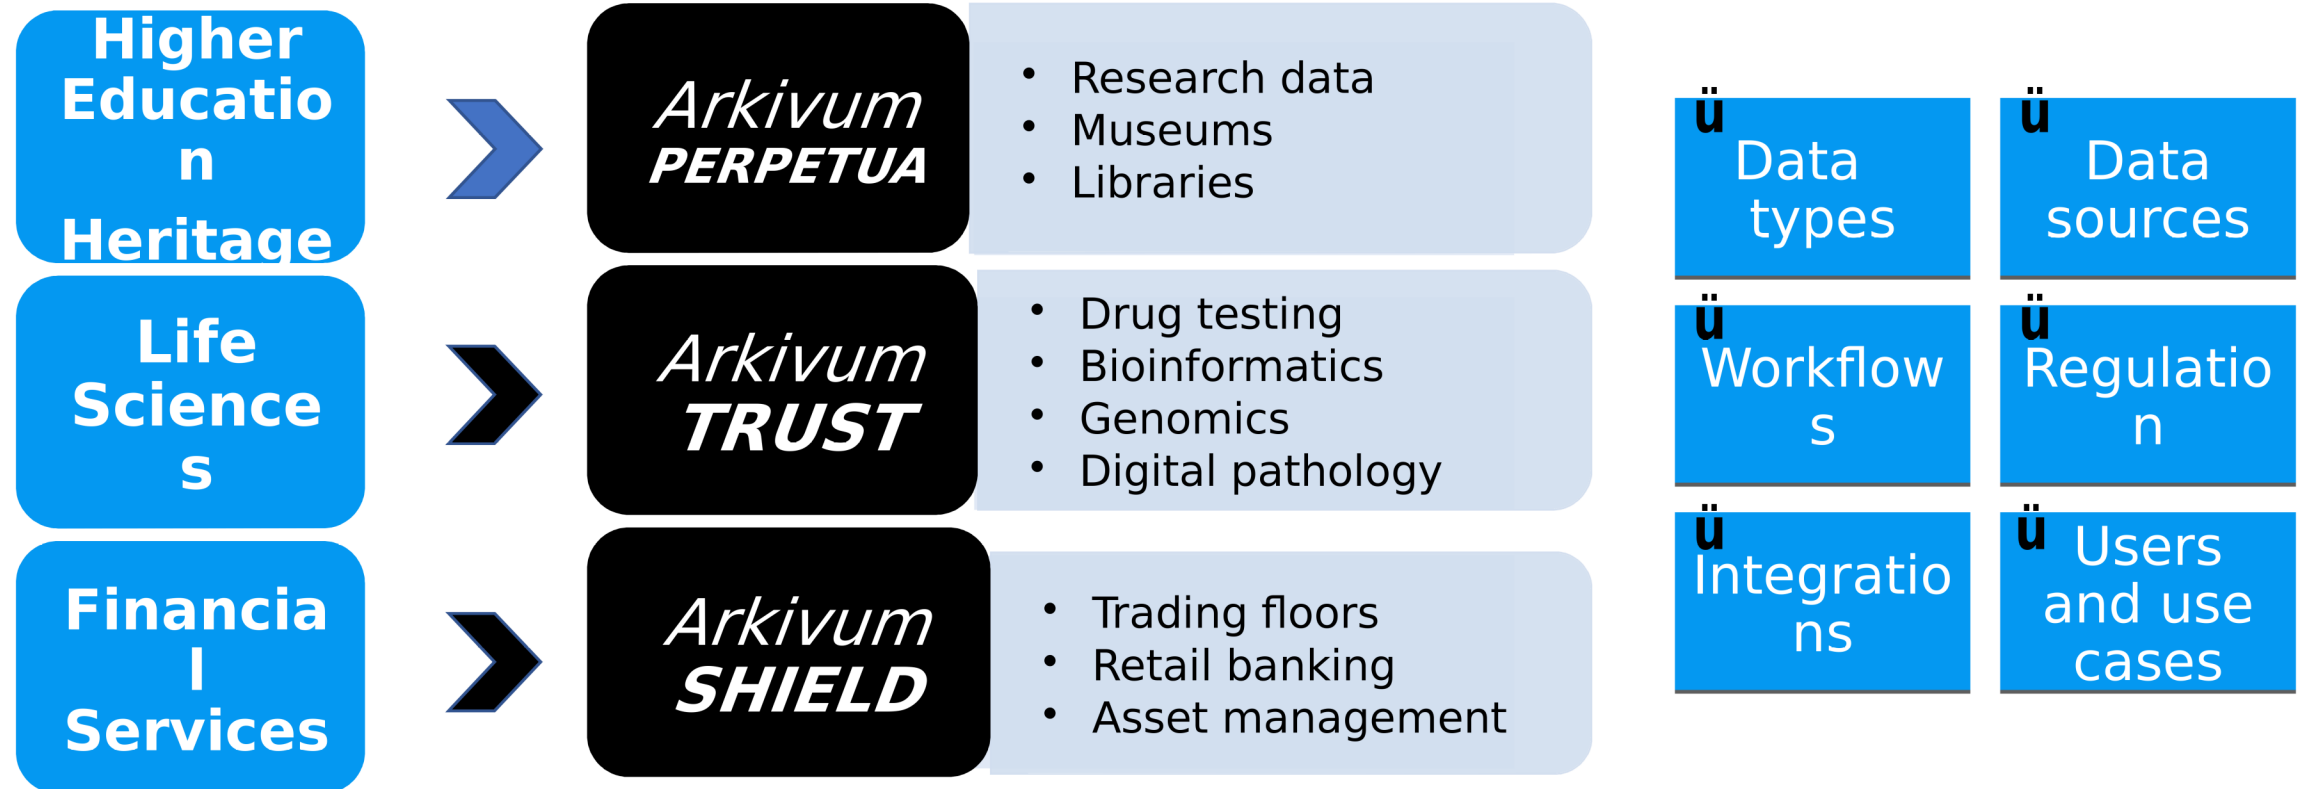 Higher
Educatio
n
Heritage
Arkivum
PERPETUA
• Research data
• Museums
• Libraries
Life
Science
s
Arkivum
TRUST
• Drug testing
• Bioinformatics
• Genomics
• Digital pathology
Financia
l
Services
Arkivum
SHIELD
• Trading floors
• Retail banking
• Asset management
ü
Data
types
ü
Data
sources
ü
Workflow
s
ü
Regulatio
n
ü
Integratio
ns
ü
Users
and use
cases